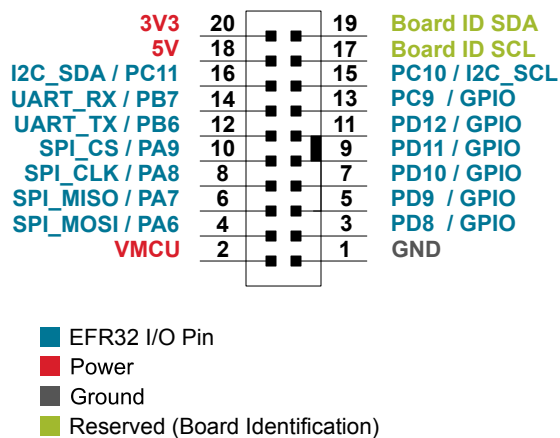 3V3 20 19 Board ID SDA
5V 18 17 Board ID SCL
I2C_SDA / PC11 16 15 PC10 / I2C_SCL
UART_RX / PB7 14 13 PC9 / GPIO
UART_TX / PB6 12 11 PD12 / GPIO
SPI_CS / PA9 10 9 PD11 / GPIO
SPI_CLK / PA8 8 7 PD10 / GPIO
SPI_MISO / PA7 6 5 PD9 / GPIO
SPI_MOSI / PA6 4 3 PD8 / GPIO
VMCU 2 1 GND
EFR32 I/O Pin
Power
Ground
Reserved (Board Identification)